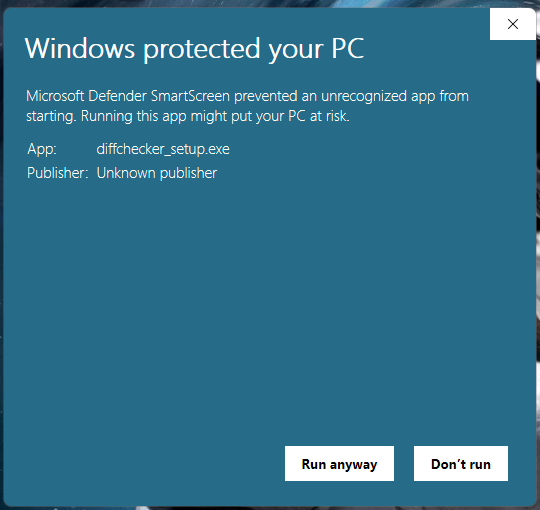 Windows protected your PC
Microsoft Defender SmartScreen prevented an unrecognized app from
starting. Running this app might put your PC at risk.
App: diffchecker_setup.exe
Publisher: Unknown publisher
Run anyway Don’t run